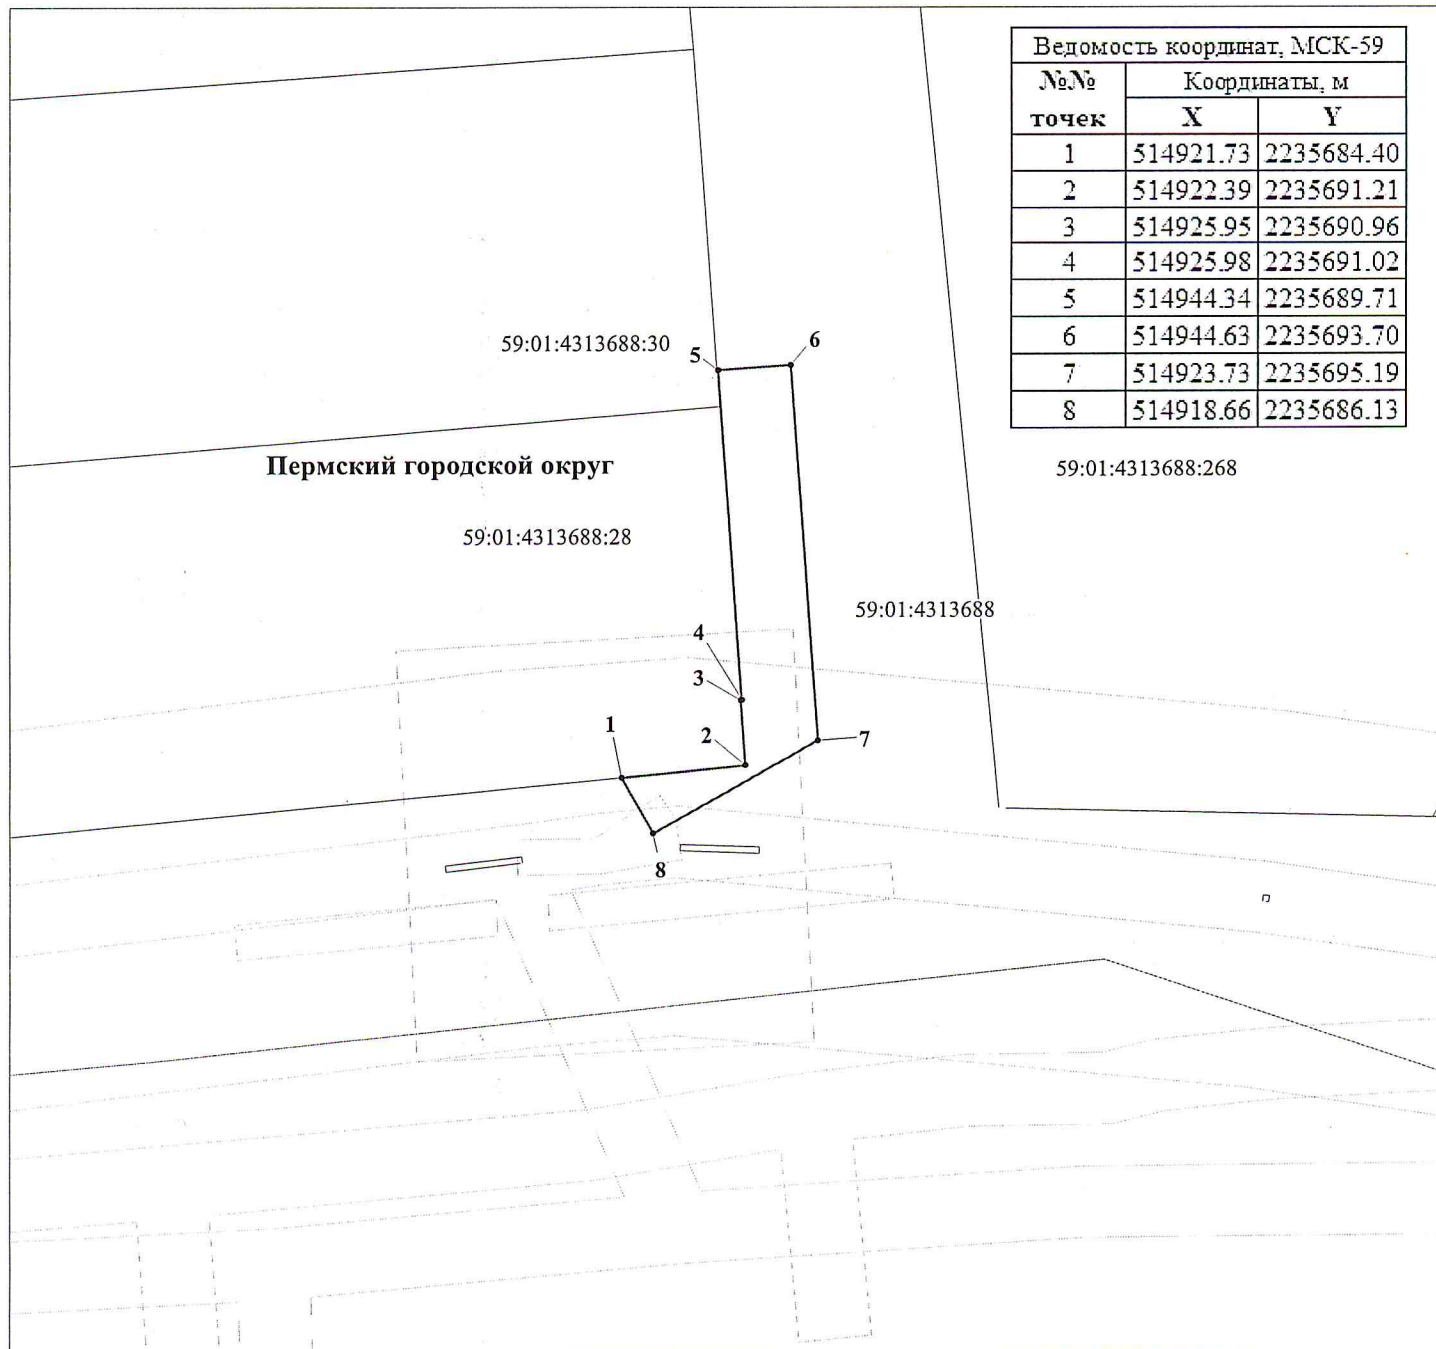 Ведомость координат, МСК-59
№№ точек
Координаты, м
X Y
1 514921.73 2235684.40
2 514922.39 2235691.21
3 514925.95 2235690.96
4 514925.98 2235691.02
5 514944.34 2235689.71
6 514944.63 2235693.70
7 514923.73 2235695.19
8 514918.66 2235686.13
59:01:4313688:30
5
6
Пермский городской округ
59:01:4313688:268
59:01:4313688:28
59:01:4313688
4
3
1
2
7
8